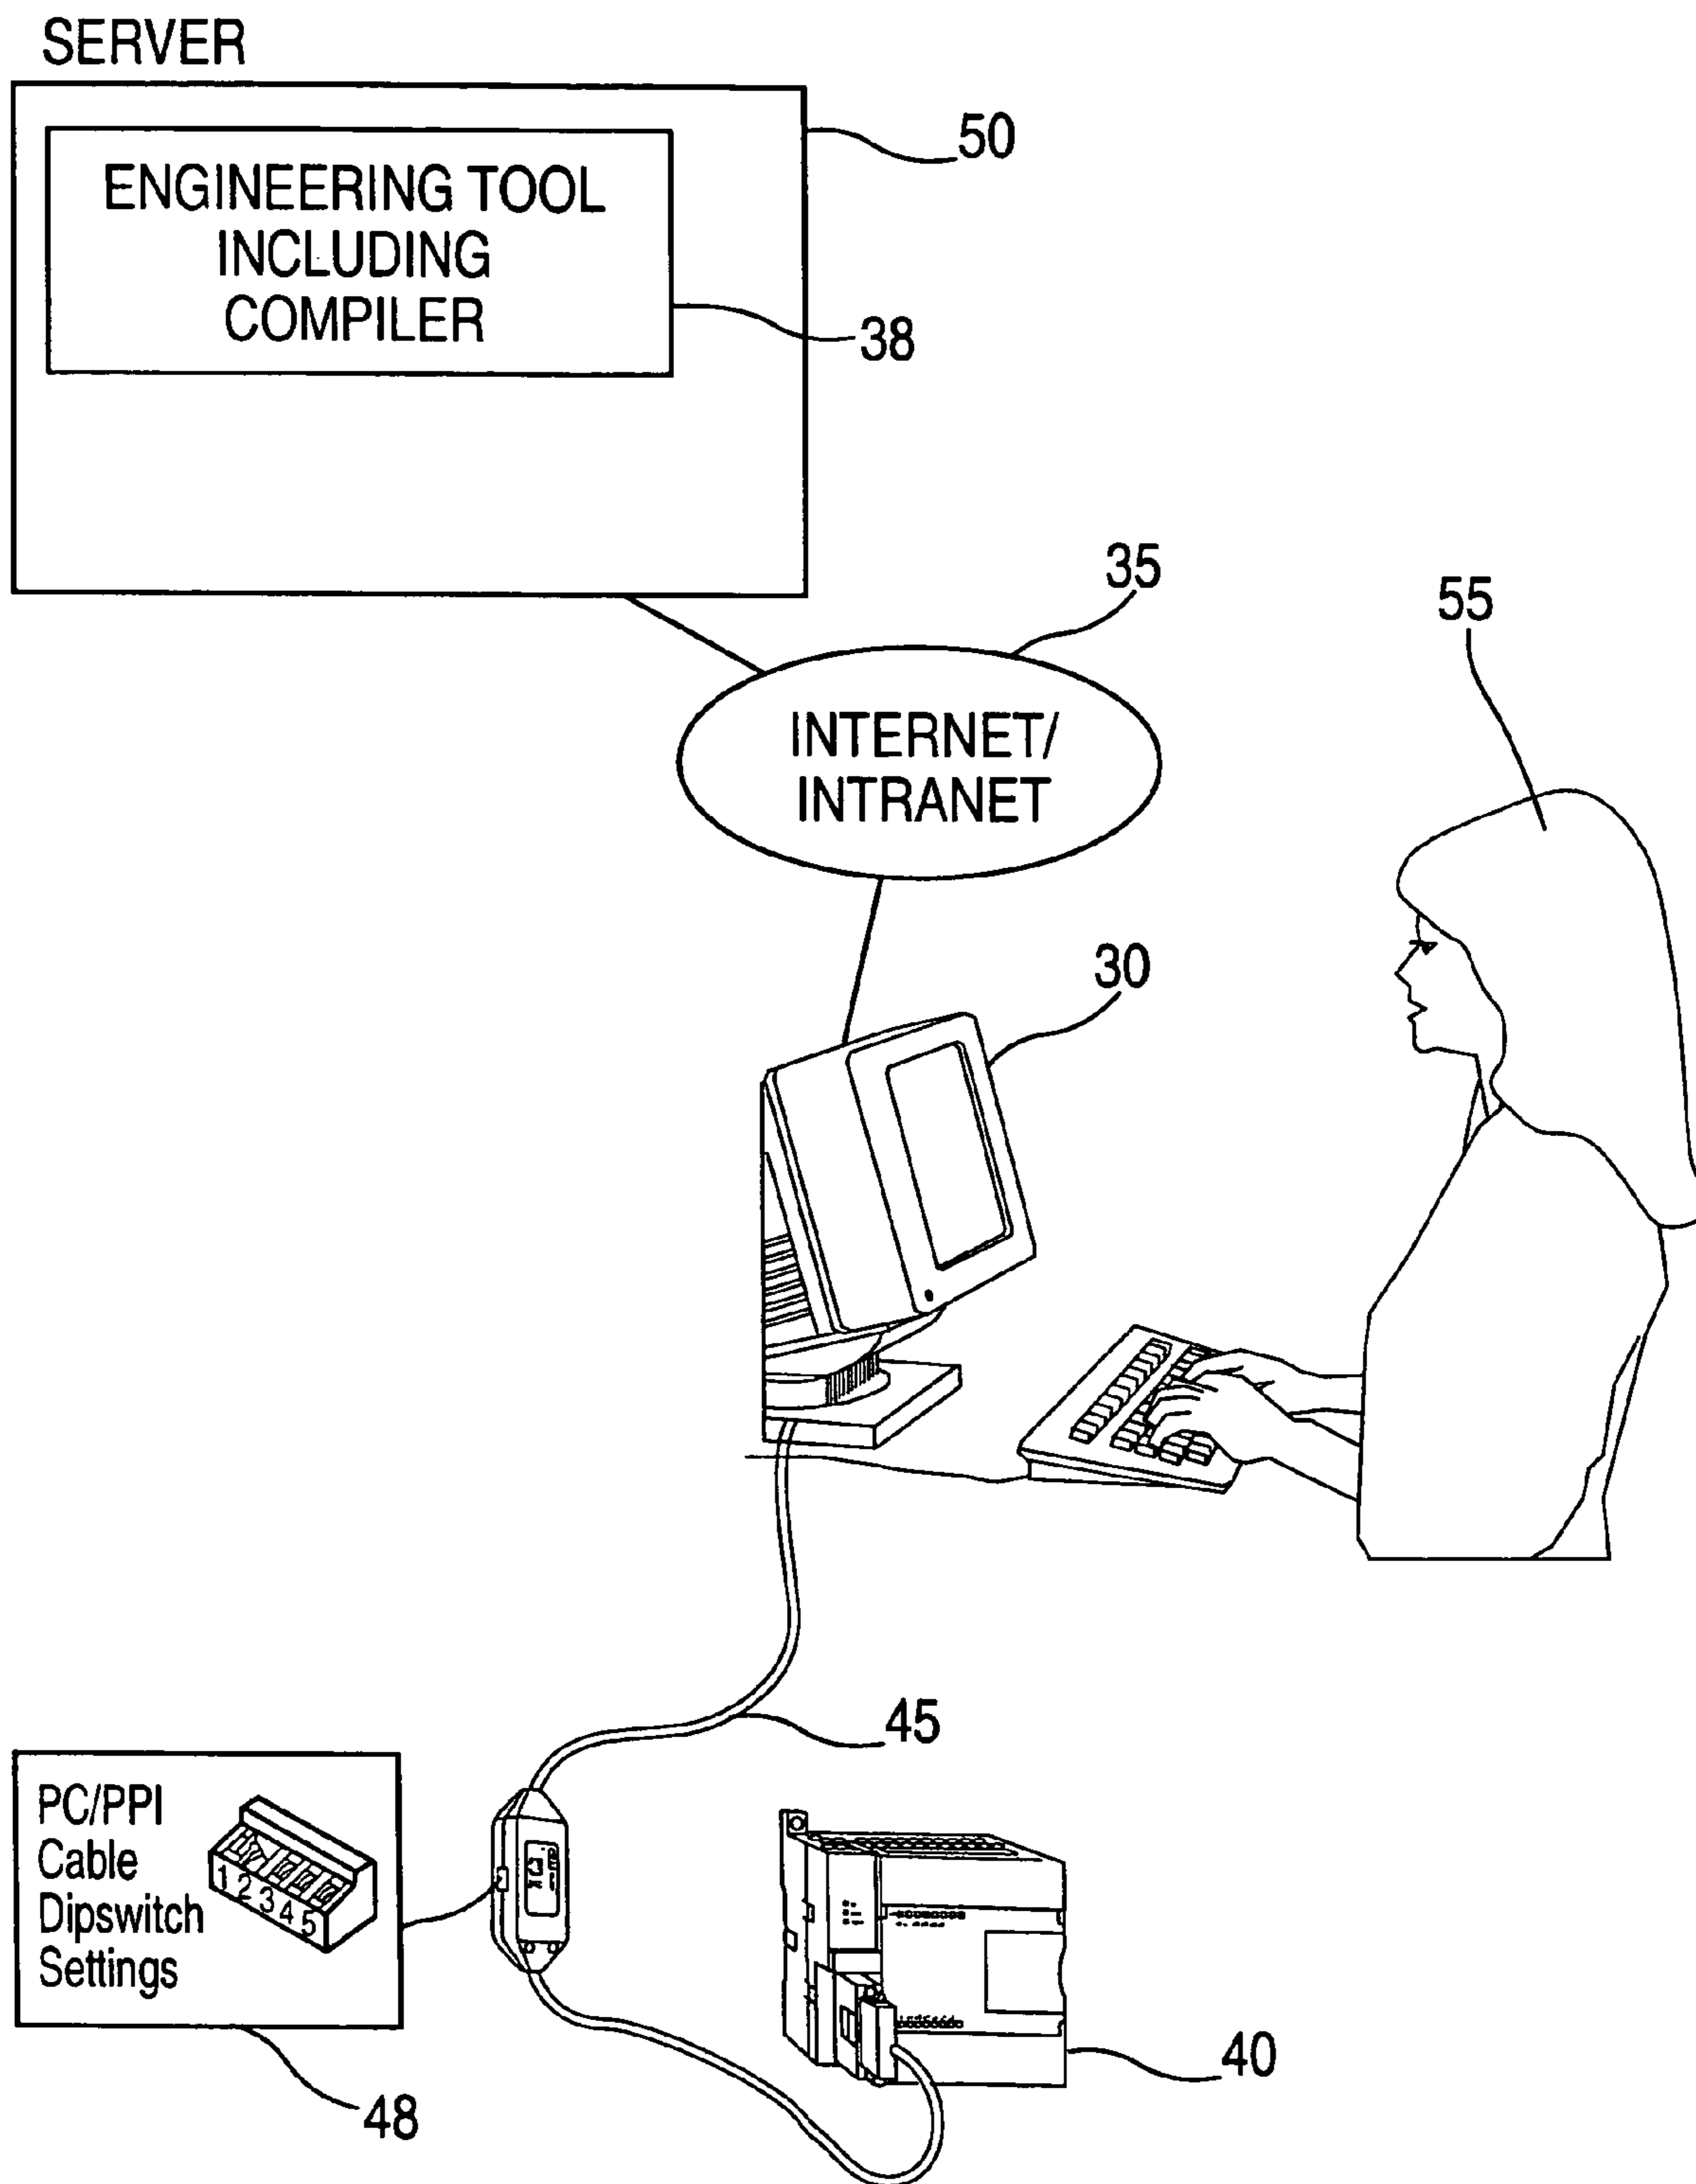 SERVER
50
ENGINEERING TOOL
INCLUDING
COMPILER
38
35
55
INTERNET/
INTRANET
30
45
PC/PPI
Cable
Dipswitch
Settings
1 2 3 4 5
40
48